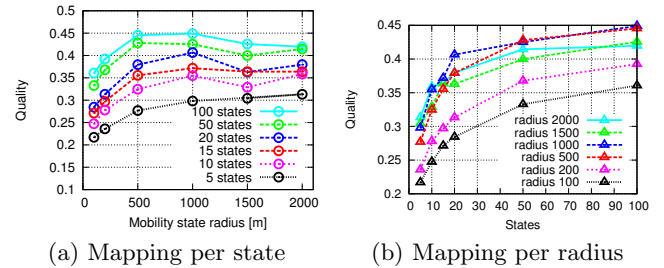 0.5
0.45
0.4
0.35
0.3
0.25
0.2
0.15
0.1
Quality
100 states
50 states
20 states
15 states
10 states
5 states
0 500 1000 1500 2000
Mobility state radius [m]
(a) Mapping per state
0.45
0.4
0.35
0.3
0.25
0.2
Quality
radius 2000
radius 1500
radius 1000
radius 500
radius 200
radius 100
0 10 20 30 40 50 60 70 80 90 100
States
(b) Mapping per radius